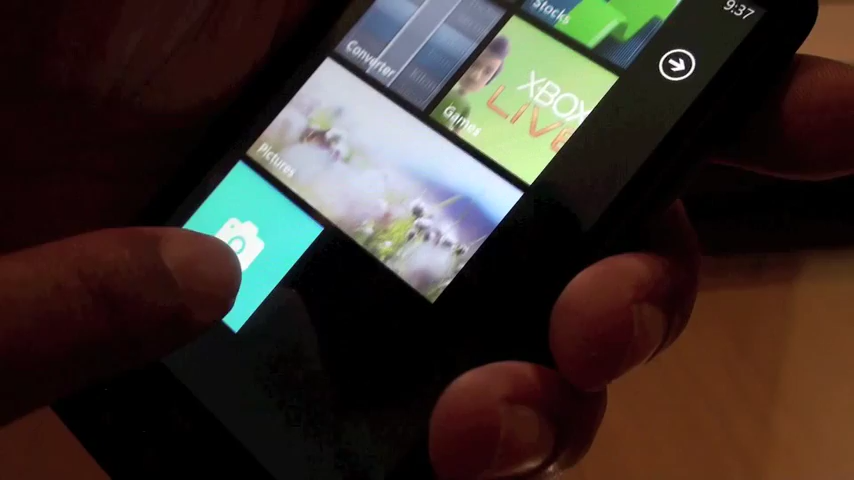 9:37
Stocks
Converter
XBOX
LIVE
Games
Pictures